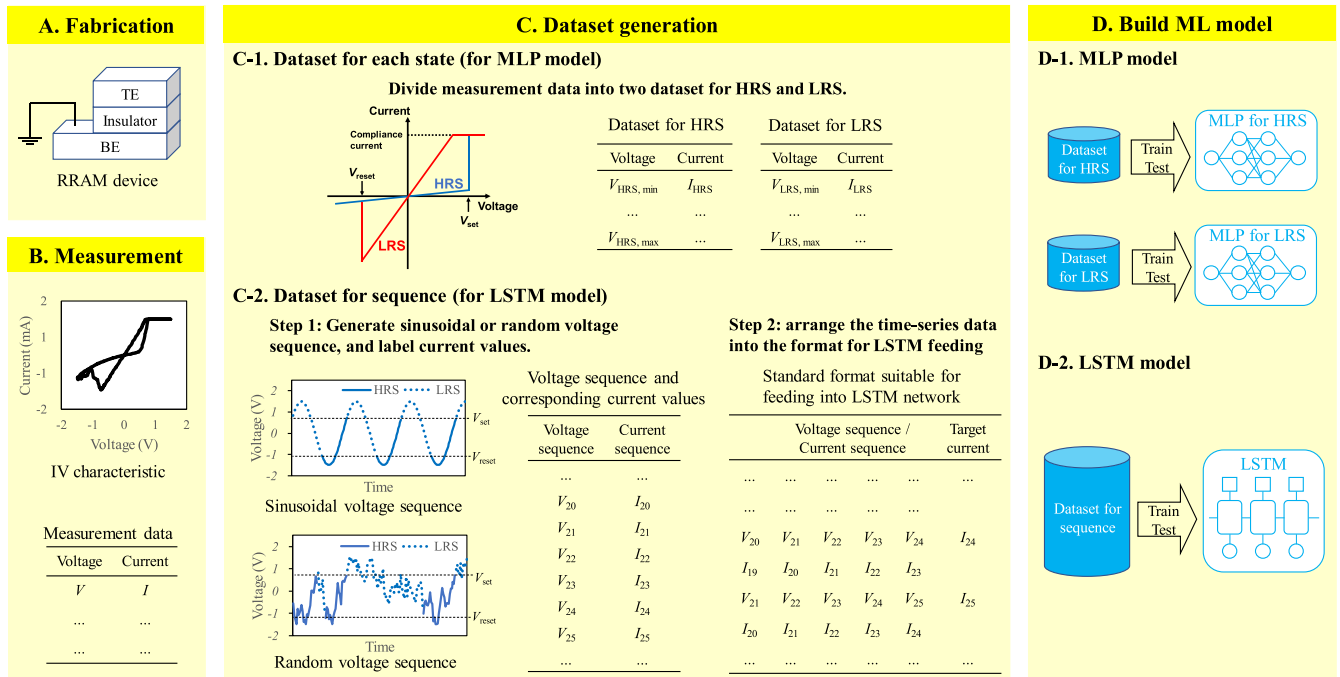 A. Fabrication
TE
Insulator
BE
RRAM device
B. Measurement
2
1
-1
-2
Current (mA)
-2 -1 0 1 2
Voltage (V)
IV characteristic
Measurement data
Voltage Current
V I
... ...
... ...
C. Dataset generation
C-1. Dataset for each state (for MLP model)
Divide measurement data into two dataset for HRS and LRS.
Current
Compliance
current
Vreset
HRS
Voltage
Vset
LRS
Dataset for HRS
Voltage Current
VHRS, min IHRS
... ...
VHRS, max ...
Dataset for LRS
Voltage Current
VLRS, min ILRS
... ...
VLRS, max ...
C-2. Dataset for sequence (for LSTM model)
Step 1: Generate sinusoidal or random voltage
sequence, and label current values.
HRS LRS
2
1
0
-1
-2
Voltage (V)
Vset
Vreset
Time
Sinusoidal voltage sequence
HRS LRS
2
1
0
-1
-2
Voltage (V)
Vset
Vreset
Time
Random voltage sequence
Voltage sequence and
corresponding current values
Voltage Current
sequence sequence
... ...
V20 I20
V21 I21
V22 I22
V23 I23
V24 I24
V25 I25
... ...
Step 2: arrange the time-series data
into the format for LSTM feeding
Standard format suitable for
feeding into LSTM network
Voltage sequence / Target
Current sequence current
... ... ... ... ... ...
... ... ... ... ...
V20 V21 V22 V23 V24 I24
I19 I20 I21 I22 I23
V21 V22 V23 V24 V25 I25
I20 I21 I22 I23 I24
... ... ... ... ... ...
D. Build ML model
D-1. MLP model
Dataset
for HRS
Train
Test
MLP for HRS
Dataset
for LRS
Train
Test
MLP for LRS
D-2. LSTM model
Dataset for
sequence
Train
Test
LSTM